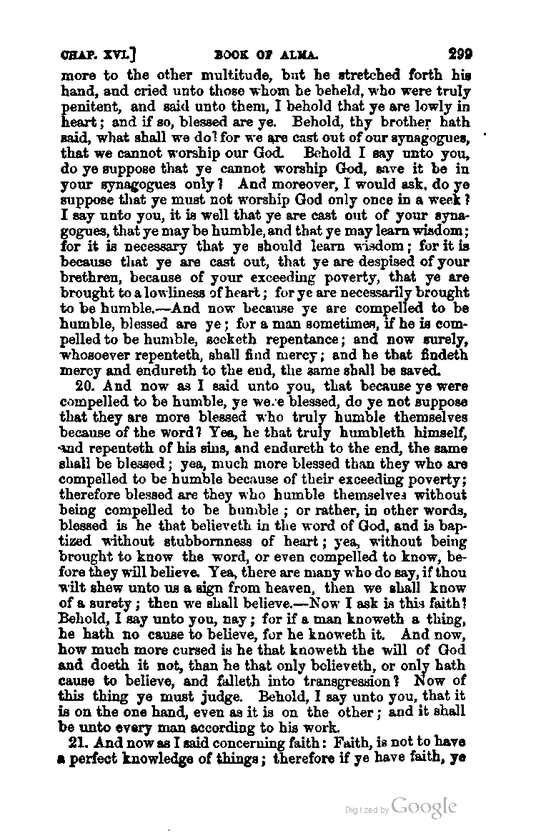 CHAP. XVI.] BOOK OF ALMA. 299
more to the other multitude, but he stretched forth his
hand, and cried unto those whom he beheld, who were truly
penitent, and said unto them, I behold that ye are lowly in
heart; and if so, blessed are ye. Behold, thy brother hath
said, what shall we do? for we are cast out of our synagogues,
that we cannot worship our God. Behold I say unto you,
do ye suppose that ye cannot worship God, save it be in
your synagogues only? And moreover, I would ask, do ye
suppose that ye must not worship God only once in a week?
I say unto you, it is well that ye are cast out of your syna-
gogues, that ye may be humble, and that ye may learn wisdom;
for it is necessary that ye should learn wisdom; for it is
because that ye are cast out, that ye are despised of your
brethren, because of your exceeding poverty, that ye are
brought to a lowliness of heart; for ye are necessarily brought
to be humble.—And now because ye are compelled to be
humble, blessed are ye; for a man sometimes, if he is com-
pelled to be humble, seeketh repentance; and now surely,
whosoever repenteth, shall find mercy; and he that findeth
mercy and endureth to the end, the same shall be saved.
20. And now as I said unto you, that because ye were
compelled to be humble, ye were blessed, do ye not suppose
that they are more blessed who truly humble themselves
because of the word? Yea, he that truly humbleth himself,
and repenteth of his sins, and endureth to the end, the same
shall be blessed; yea, much more blessed than they who are
compelled to be humble because of their exceeding poverty;
therefore blessed are they who humble themselves without
being compelled to be humble; or rather, in other words,
blessed is he that believeth in the word of God, and is bap-
tized without stubbornness of heart; yea, without being
brought to know the word, or even compelled to know, be-
fore they will believe. Yea, there are many who do say, if thou
wilt shew unto us a sign from heaven, then we shall know
of a surety; then we shall believe.—Now I ask is this faith?
Behold, I say unto you, nay; for if a man knoweth a thing,
he hath no cause to believe, for he knoweth it. And now,
how much more cursed is he that knoweth the will of God
and doeth it not, than he that only believeth, or only hath
cause to believe, and falleth into transgression? Now of
this thing ye must judge. Behold, I say unto you, that it
is on the one hand, even as it is on the other; and it shall
be unto every man according to his work.
21. And now as I said concerning faith: Faith, is not to have
a perfect knowledge of things; therefore if ye have faith, ye
Digitized by Google